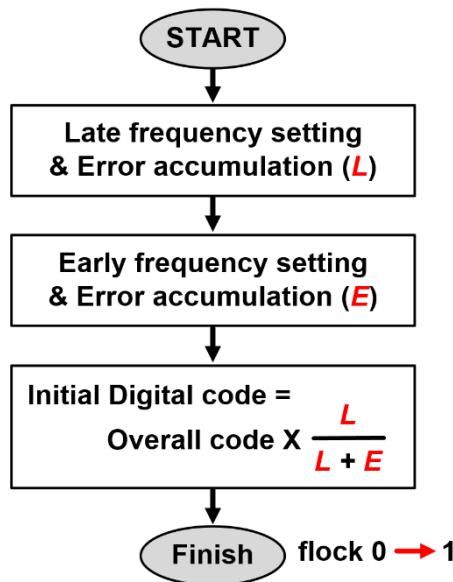 START
Late frequency setting
& Error accumulation (L)
Early frequency setting
& Error accumulation (E)
Initial Digital code =
Overall code X L
L + E
Finish
flock 0 → 1